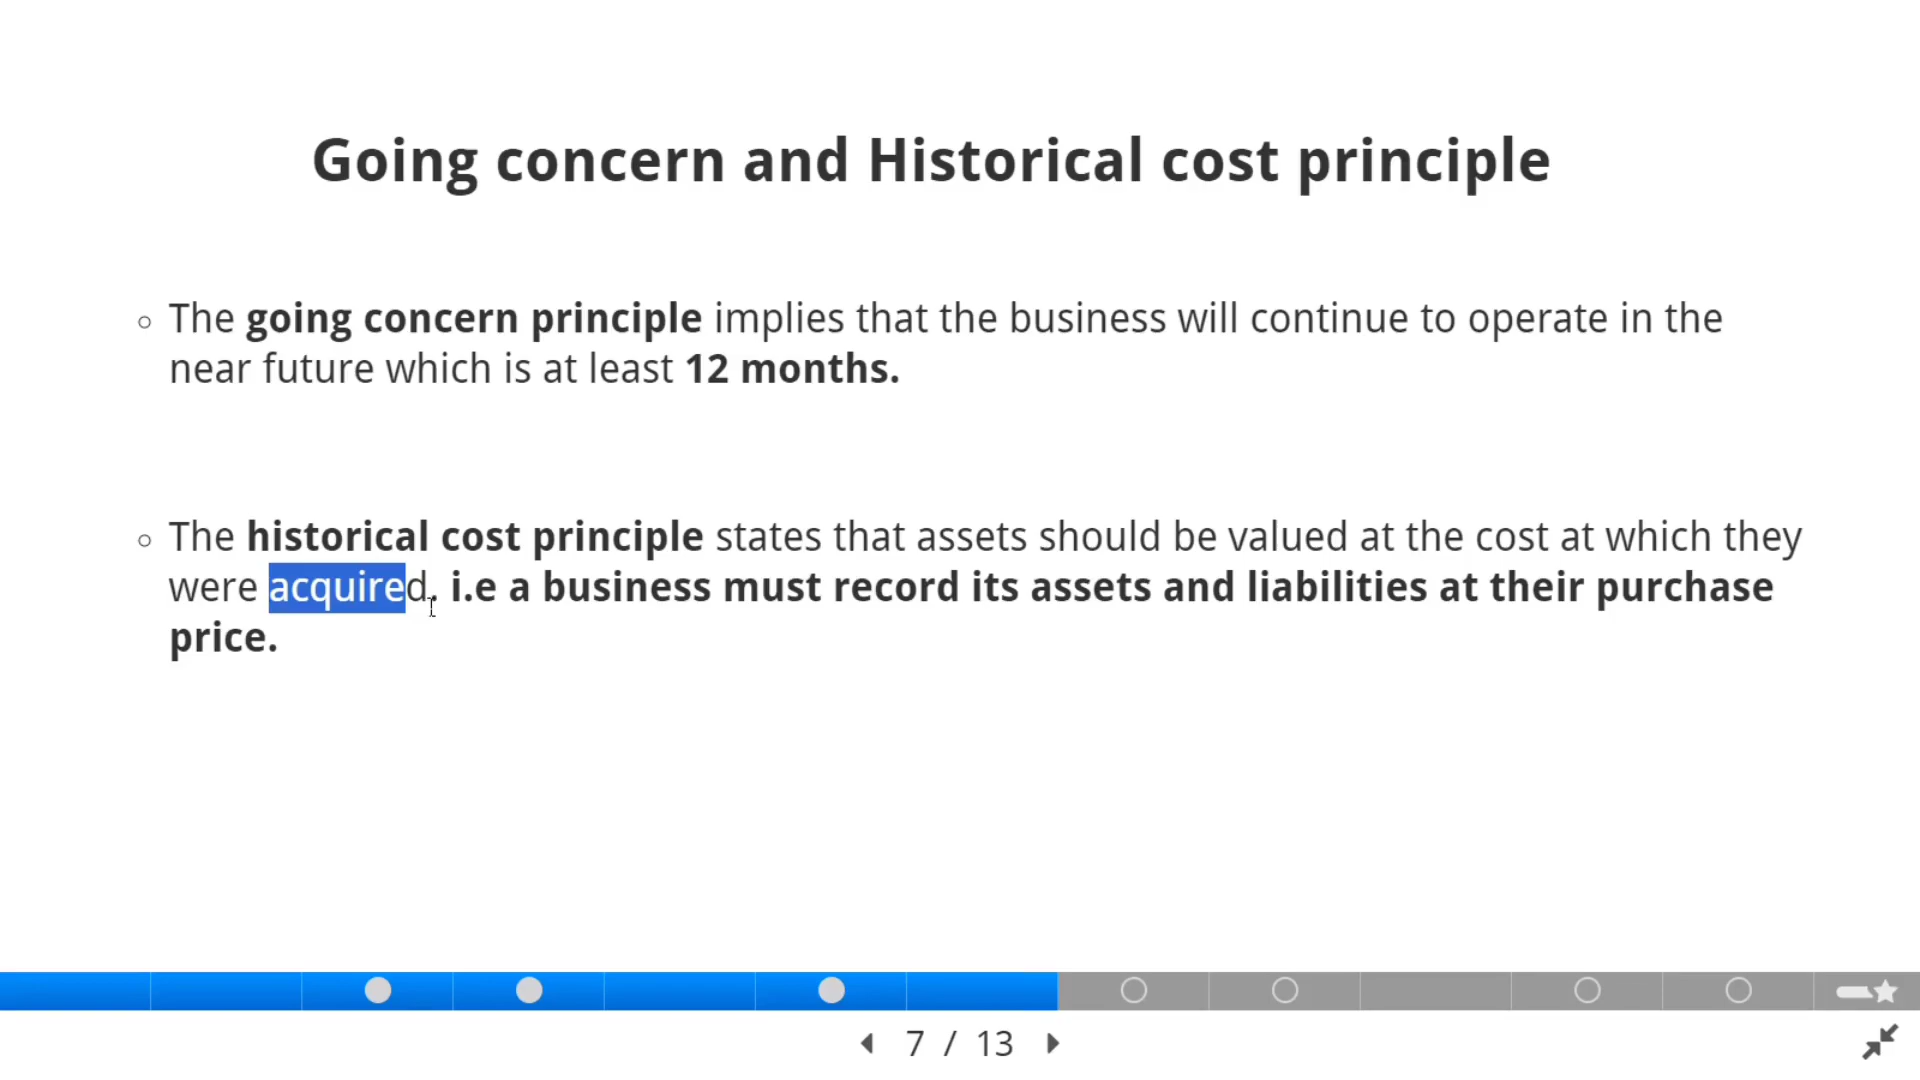 Going concern and Historical cost principle
The going concern principle implies that the business will continue to operate in the
near future which is at least 12 months.
The historical cost principle states that assets should be valued at the cost at which they
were acquired. i.e a business must record its assets and liabilities at their purchase
price.
7 / 13